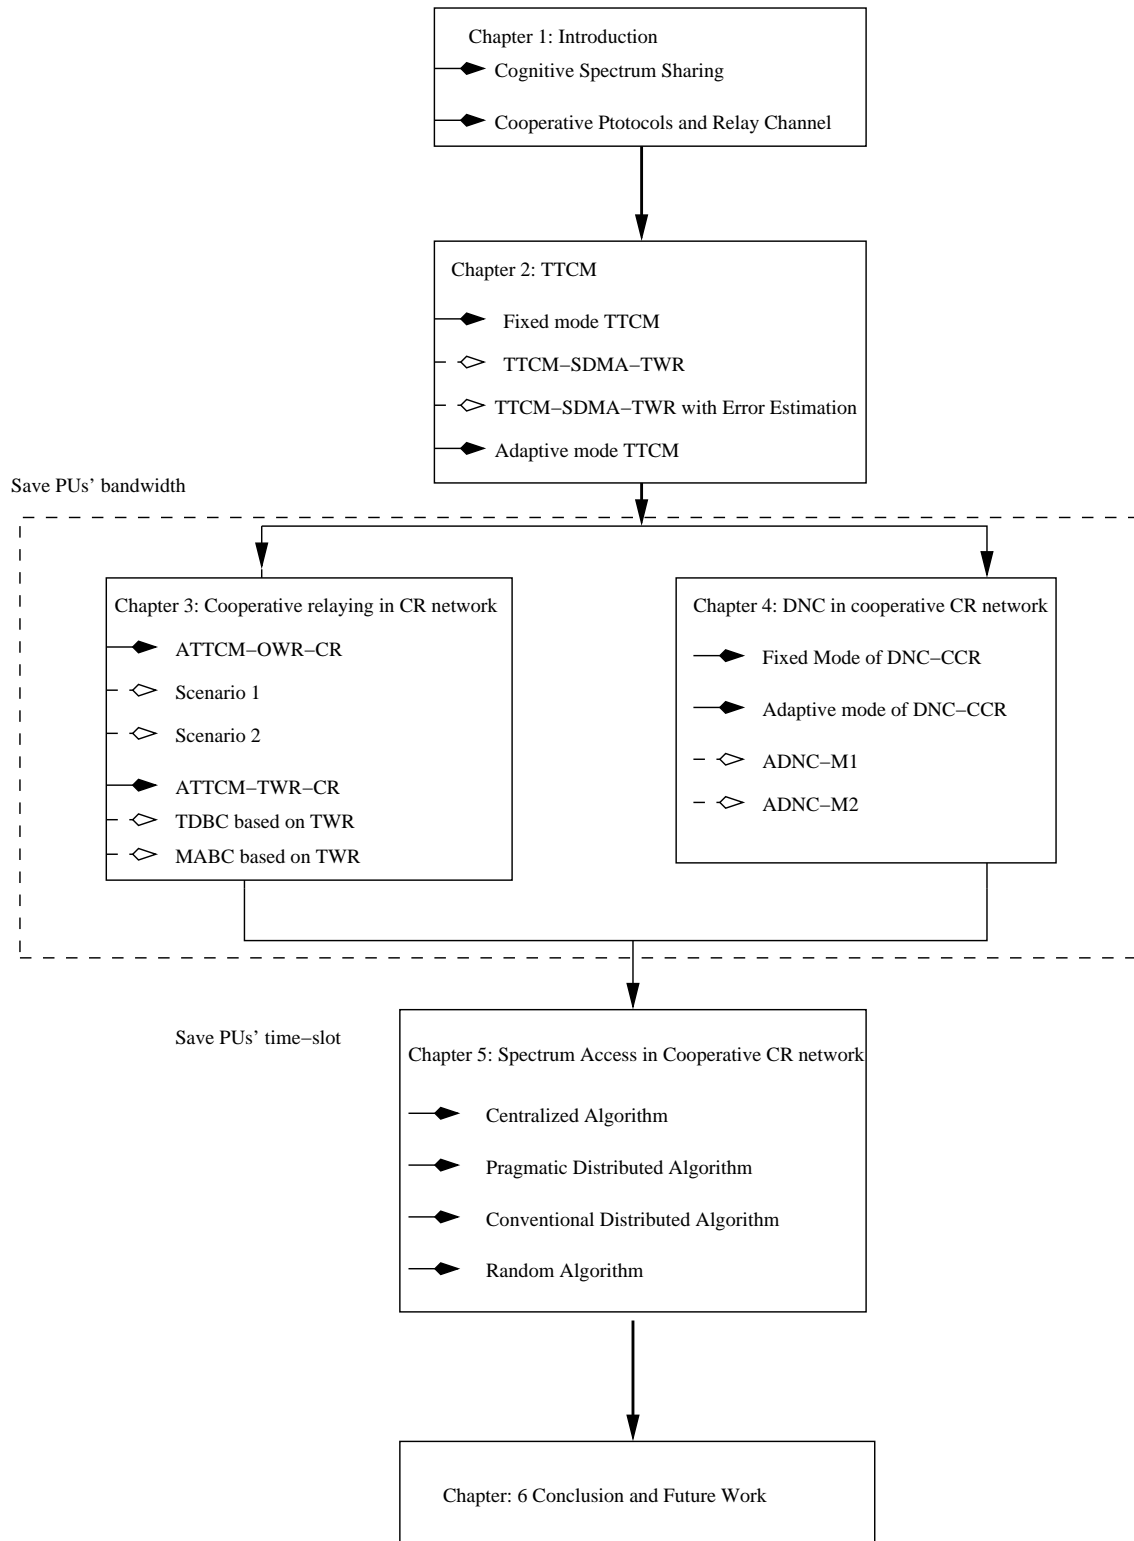 Chapter 1: Introduction
Cognitive Spectrum Sharing
Cooperative Ptotocols and Relay Channel
Chapter 2: TTCM
Fixed mode TTCM
TTCM−SDMA−TWR
TTCM−SDMA−TWR with Error Estimation
Adaptive mode TTCM
Save PUs' bandwidth
Chapter 3: Cooperative relaying in CR network
ATTCM−OWR−CR
Scenario 1
Scenario 2
ATTCM−TWR−CR
TDBC based on TWR
MABC based on TWR
Chapter 4: DNC in cooperative CR network
Fixed Mode of DNC−CCR
Adaptive mode of DNC−CCR
ADNC−M1
ADNC−M2
Save PUs' time−slot
Chapter 5: Spectrum Access in Cooperative CR network
Centralized Algorithm
Pragmatic Distributed Algorithm
Conventional Distributed Algorithm
Random Algorithm
Chapter: 6 Conclusion and Future Work